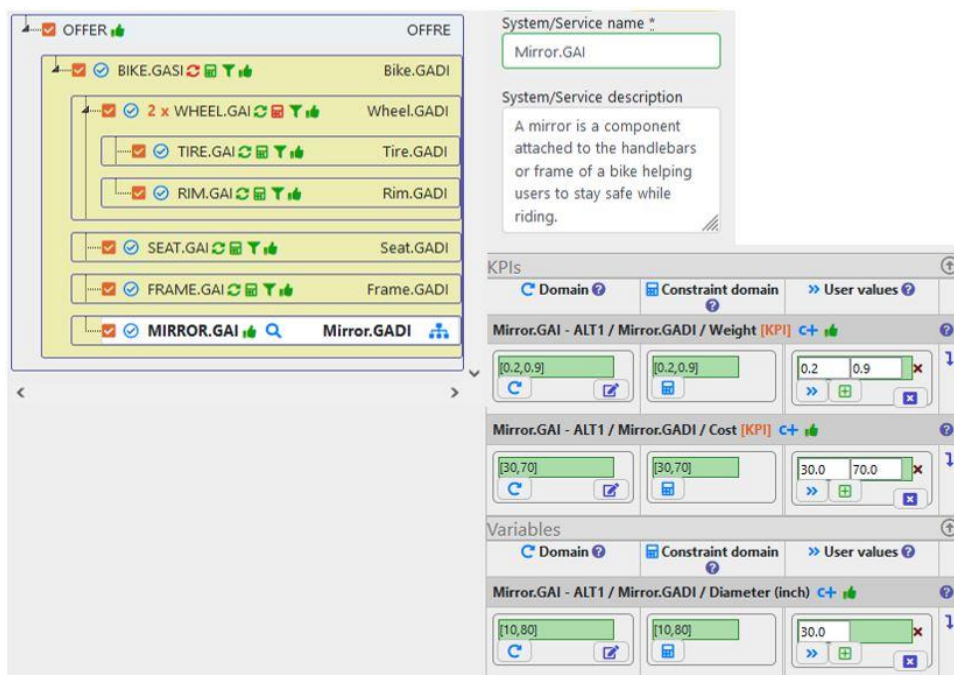 OFFER OFFRE
BIKE.GASI Bike.GADI
2 x WHEEL.GAI Wheel.GADI
TIRE.GAI Tire.GADI
RIM.GAI Rim.GADI
SEAT.GAI Seat.GADI
FRAME.GAI Frame.GADI
MIRROR.GAI Mirror.GADI
System/Service name *
Mirror.GAI
System/Service description
A mirror is a component
attached to the handlebars
or frame of a bike helping
users to stay safe while
riding.
KPIs
Domain Constraint domain User values
Mirror.GAI - ALT1 / Mirror.GADI / Weight [KPI] C+
[0.2,0.9] [0.2,0.9] 0.2 0.9
Mirror.GAI - ALT1 / Mirror.GADI / Cost [KPI] C+
[30,70] [30,70] 30.0 70.0
Variables
Domain Constraint domain User values
Mirror.GAI - ALT1 / Mirror.GADI / Diameter (inch) C+
[10,80] [10,80] 30.0